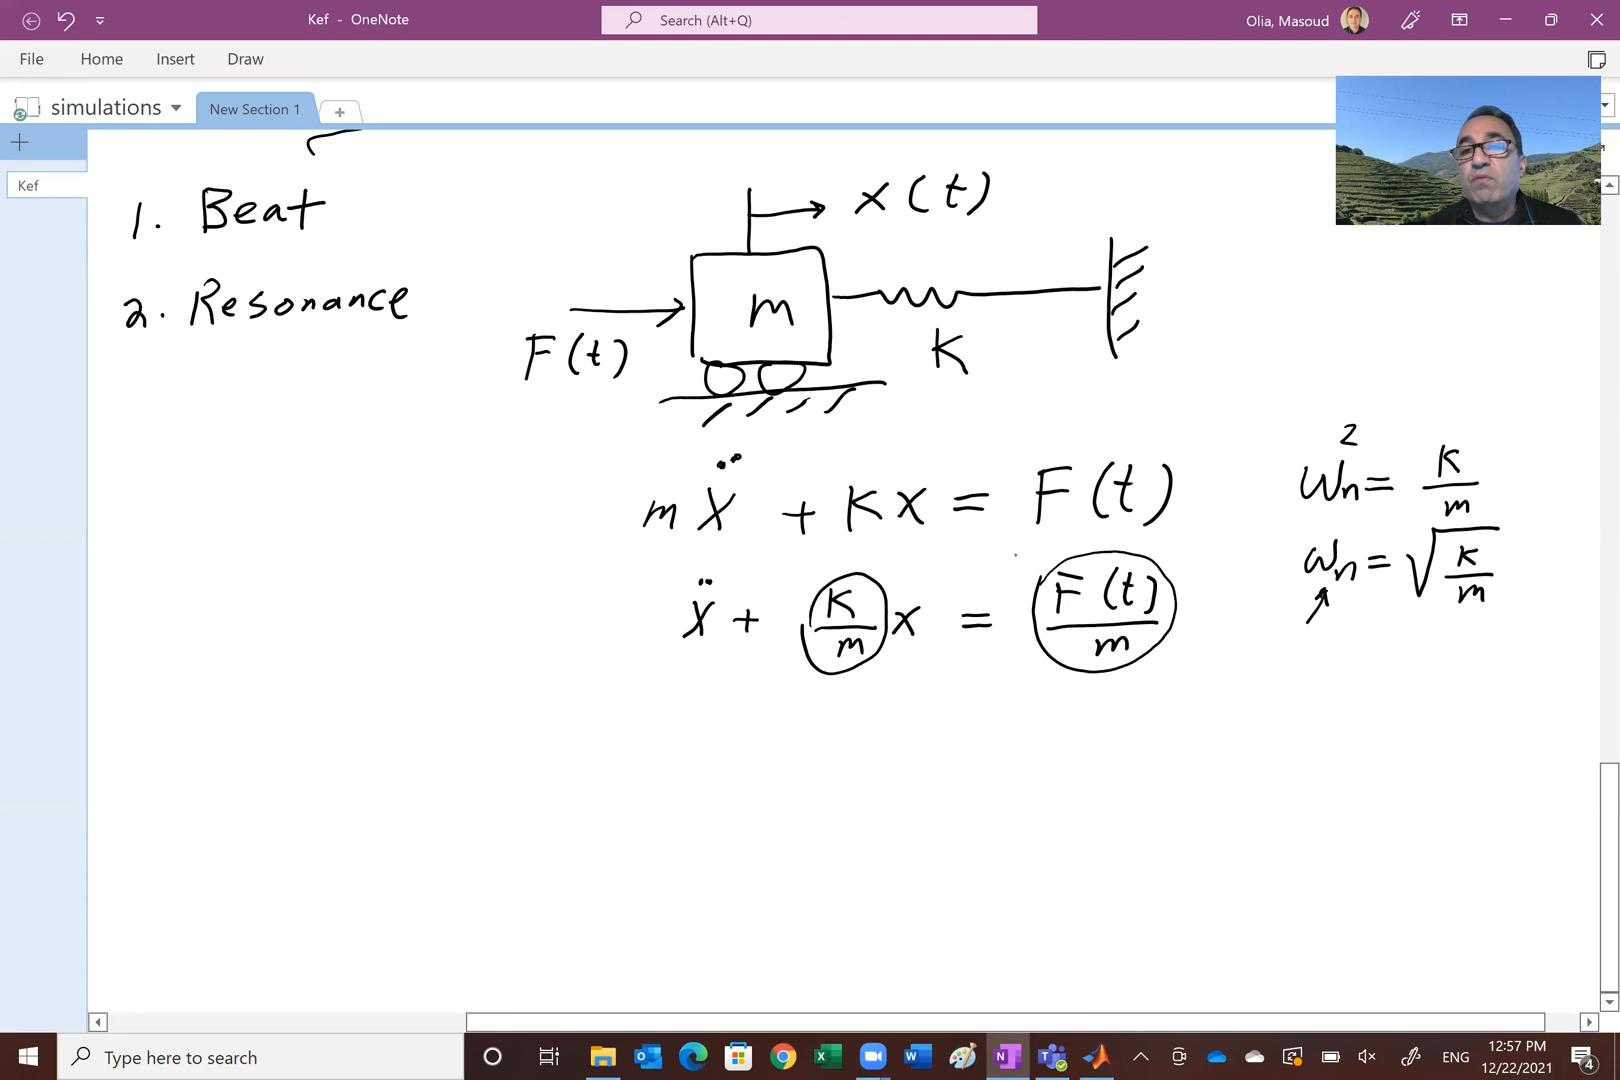 Kef - OneNote
Search (Alt+Q)
Olia, Masoud
File Home Insert Draw
simulations New Section 1
Kef
1. Beat
2. Resonance
x(t)
m
F(t)
K
mẍ + Kx = F(t)
ẍ + K/m x = F(t)/m
ωn² = K/m
ωn = √(K/m)
Type here to search
ENG
12:57 PM
12/22/2021
4